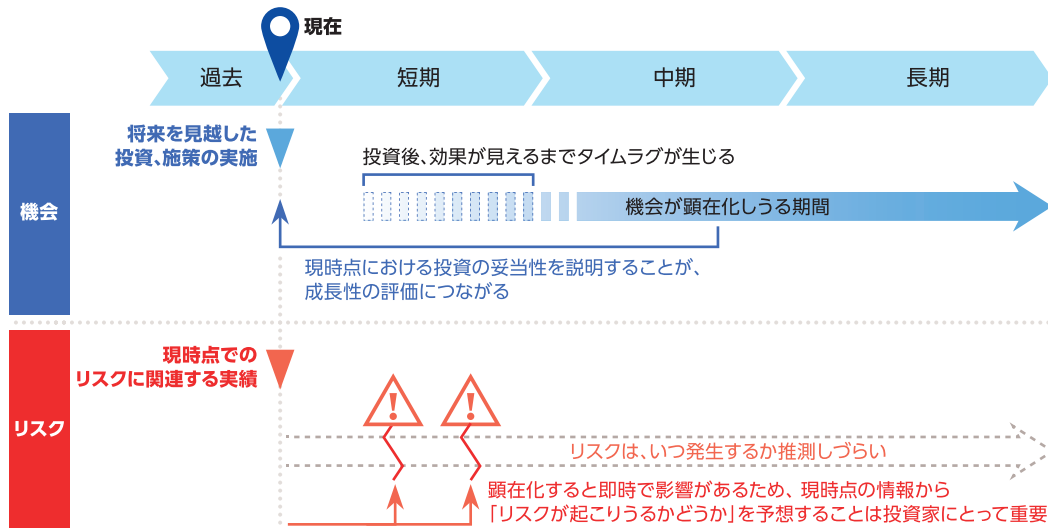 現在
過去
短期
中期
長期
機会
将来を見越した
投資、施策の実施
投資後、効果が見えるまでタイムラグが生じる
機会が顕在化しうる期間
現時点における投資の妥当性を説明することが、
成長性の評価につながる
リスク
現時点での
リスクに関連する実績
リスクは、いつ発生するか推測しづらい
顕在化すると即時で影響があるため、現時点の情報から
「リスクが起こりうるかどうか」を予想することは投資家にとって重要